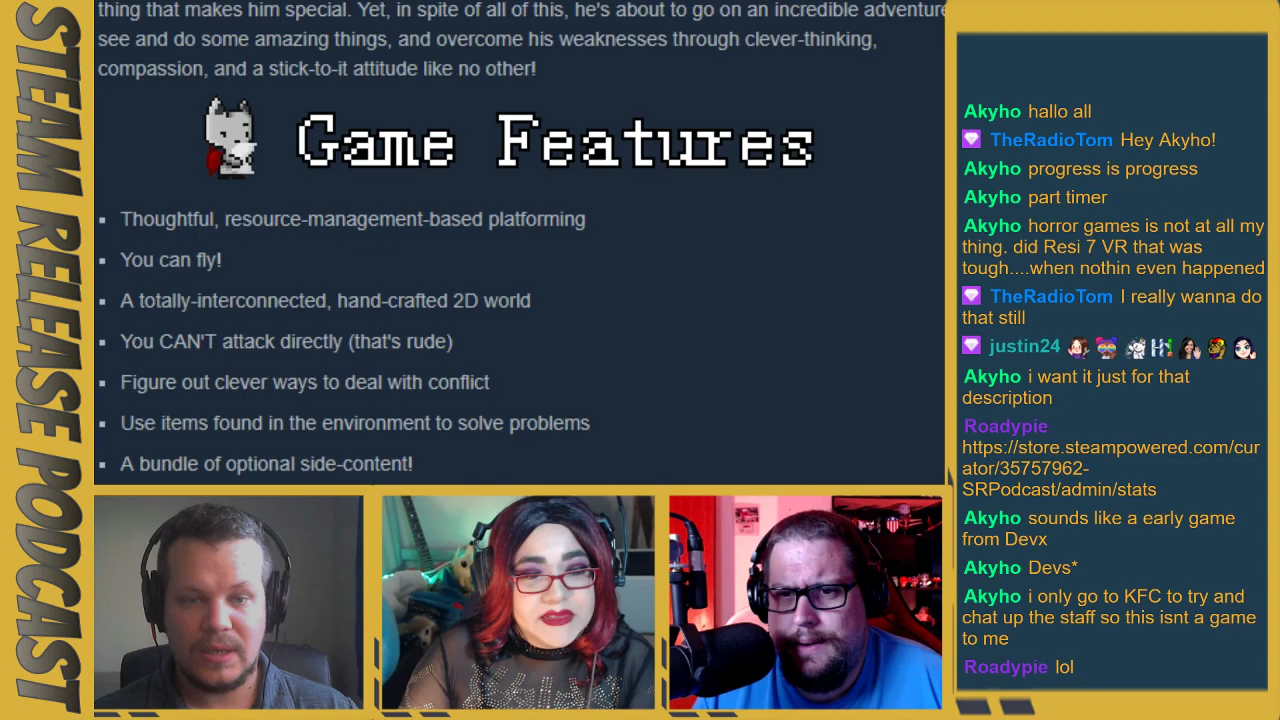 STEAM RELEASE PODCAST
thing that makes him special. Yet, in spite of all of this, he's about to go on an incredible adventure
see and do some amazing things, and overcome his weaknesses through clever-thinking,
compassion, and a stick-to-it attitude like no other!
Game Features
▪ Thoughtful, resource-management-based platforming
▪ You can fly!
▪ A totally-interconnected, hand-crafted 2D world
▪ You CAN'T attack directly (that's rude)
▪ Figure out clever ways to deal with conflict
▪ Use items found in the environment to solve problems
▪ A bundle of optional side-content!
Akyho hallo all
TheRadioTom Hey Akyho!
Akyho progress is progress
Akyho part timer
Akyho horror games is not at all my
thing. did Resi 7 VR that was
tough....when nothin even happened
TheRadioTom I really wanna do
that still
justin24
Akyho i want it just for that
description
Roadypie
https://store.steampowered.com/cur
ator/35757962-
SRPodcast/admin/stats
Akyho sounds like a early game
from Devx
Akyho Devs*
Akyho i only go to KFC to try and
chat up the staff so this isnt a game
to me
Roadypie lol